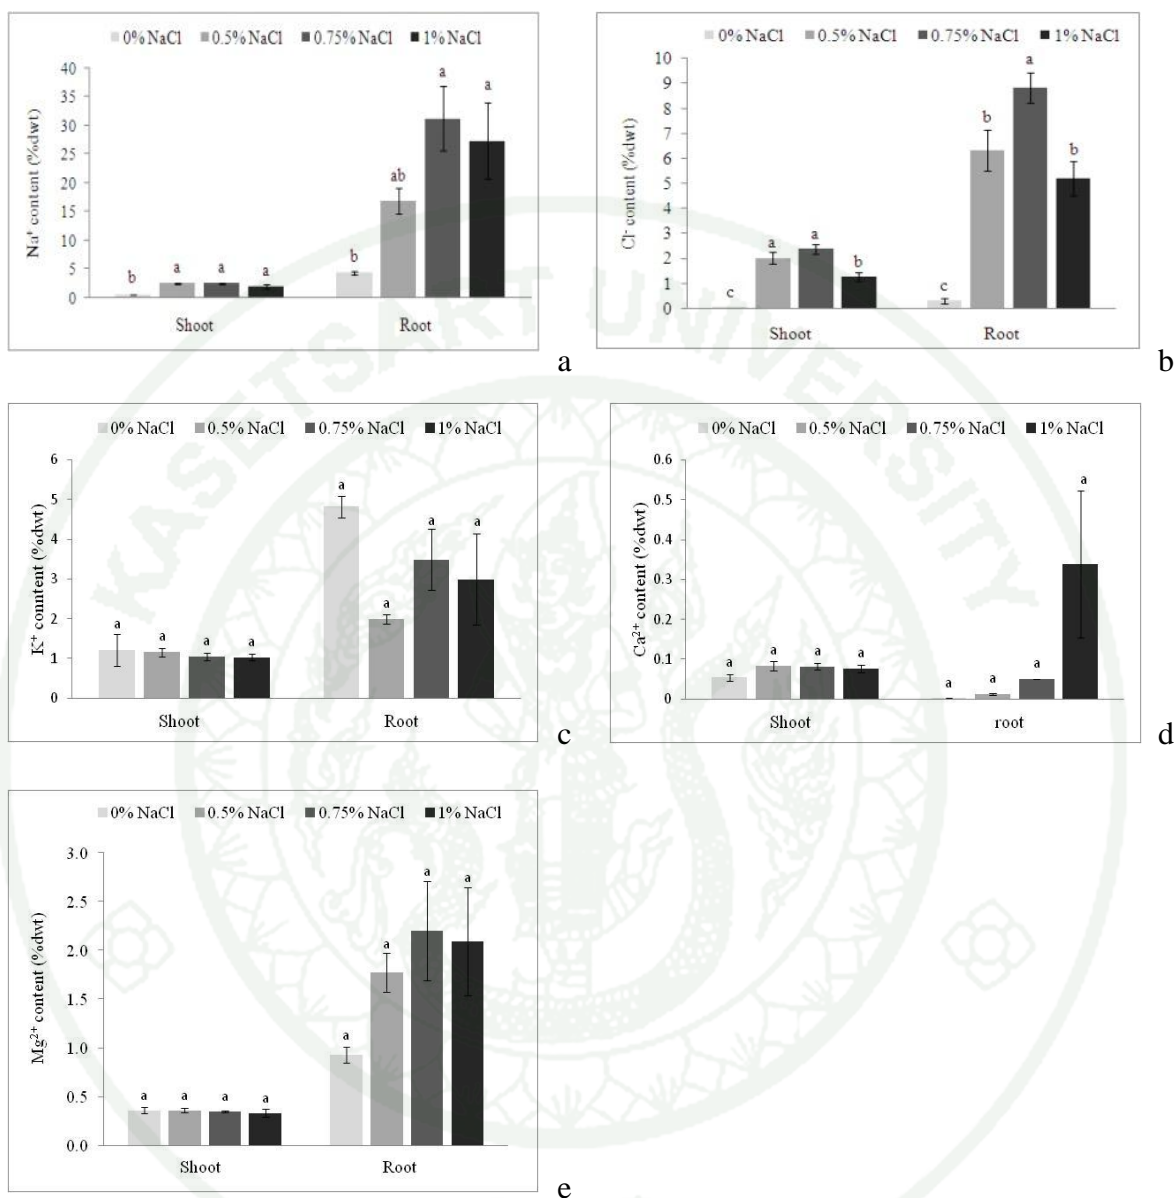 0% NaCl 0.5% NaCl 0.75% NaCl 1% NaCl
Na⁺ content (%dwt)
40
35
30
25
20
15
10
5
0
b a a a b ab a a
Shoot Root
a
0% NaCl 0.5% NaCl 0.75% NaCl 1% NaCl
Cl⁻ content (%dwt)
10
9
8
7
6
5
4
3
2
1
0
c a a b c b a b
Shoot Root
b
0% NaCl 0.5% NaCl 0.75% NaCl 1% NaCl
K⁺ conntent (%dwt)
6
5
4
3
2
1
0
a a a a a a a a
Shoot Root
c
0% NaCl 0.5% NaCl 0.75% NaCl 1% NaCl
Ca²⁺ content (%dwt)
0.6
0.5
0.4
0.3
0.2
0.1
0
a a a a a a a a
Shoot root
d
0% NaCl 0.5% NaCl 0.75% NaCl 1% NaCl
Mg²⁺ content (%dwt)
3.0
2.5
2.0
1.5
1.0
0.5
0.0
a a a a a a a a
Shoot Root
e
KASETSART UNIVERSITY